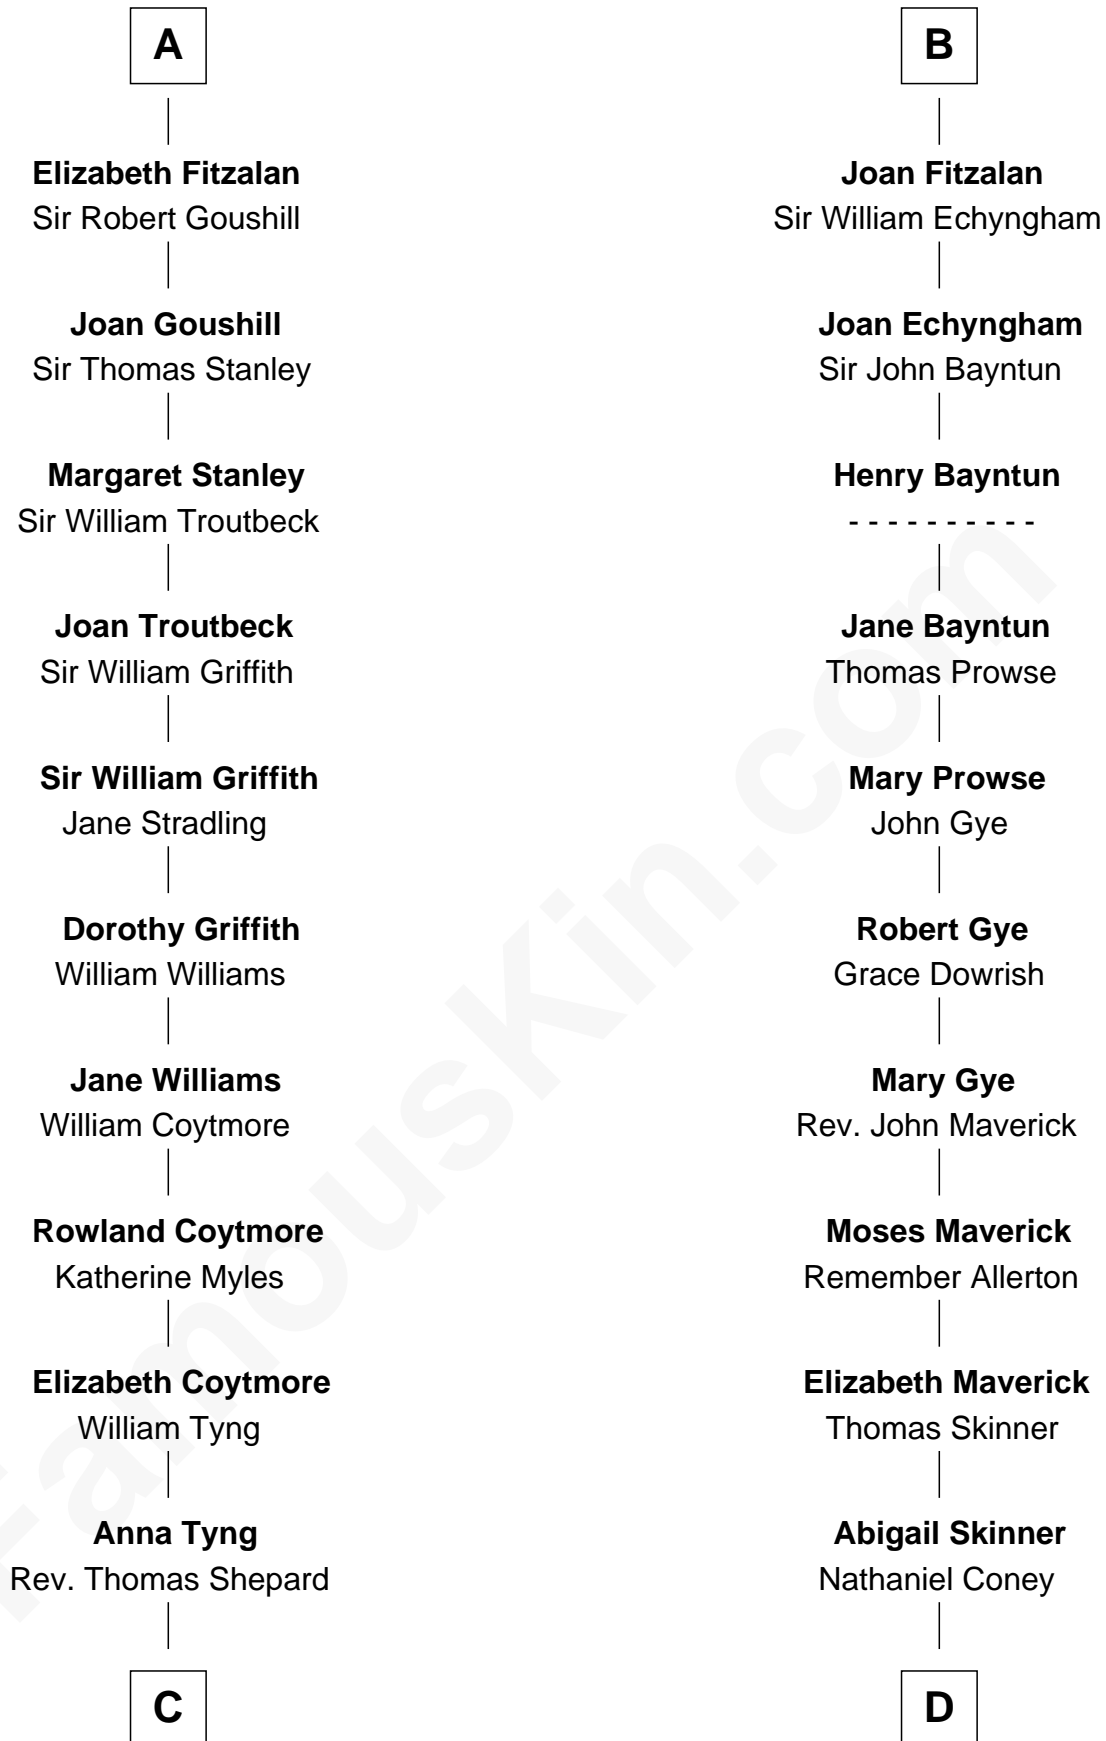 A
Elizabeth Fitzalan
Sir Robert Goushill
Joan Goushill
Sir Thomas Stanley
Margaret Stanley
Sir William Troutbeck
Joan Troutbeck
Sir William Griffith
Sir William Griffith
Jane Stradling
Dorothy Griffith
William Williams
Jane Williams
William Coytmore
Rowland Coytmore
Katherine Myles
Elizabeth Coytmore
William Tyng
Anna Tyng
Rev. Thomas Shepard
C
B
Joan Fitzalan
Sir William Echyngham
Joan Echyngham
Sir John Bayntun
Henry Bayntun
- - - - - - - - - -
Jane Bayntun
Thomas Prowse
Mary Prowse
John Gye
Robert Gye
Grace Dowrish
Mary Gye
Rev. John Maverick
Moses Maverick
Remember Allerton
Elizabeth Maverick
Thomas Skinner
Abigail Skinner
Nathaniel Coney
D
FamousKin.com